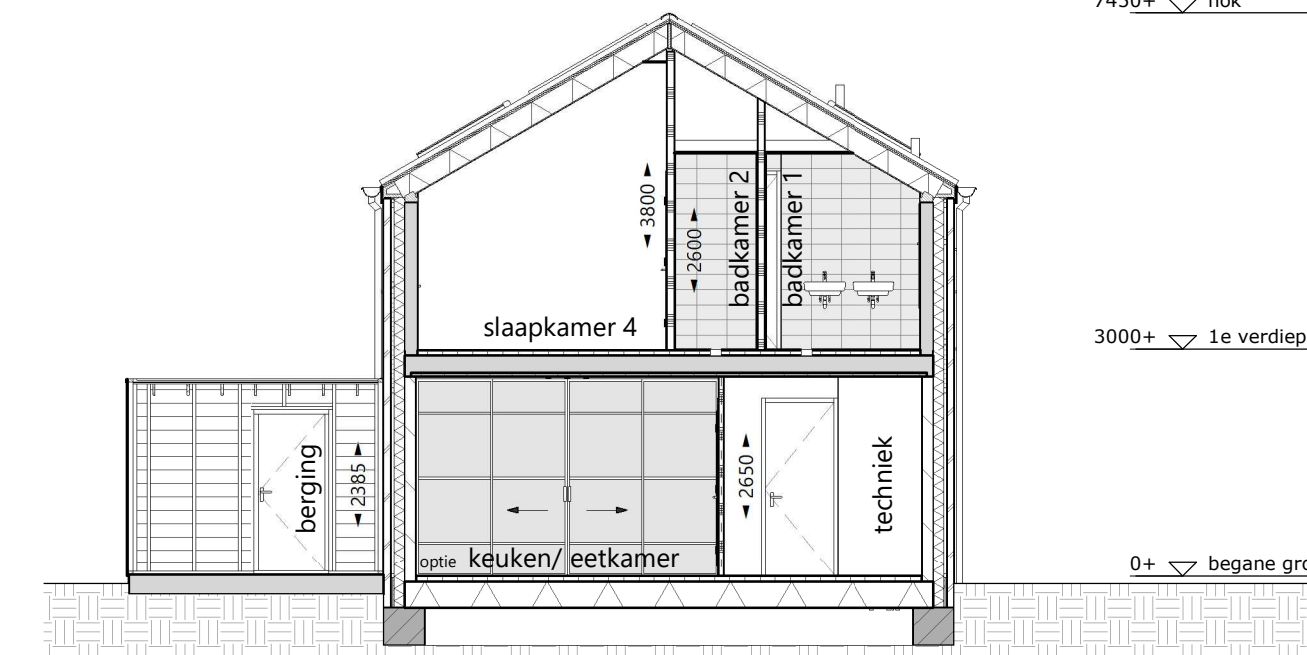 7450+ nok
3800
2600
badkamer 2
badkamer 1
slaapkamer 4
3000+ 1e verdiep
berging
2385
2650
techniek
optie keuken/ eetkamer
0+ begane gro